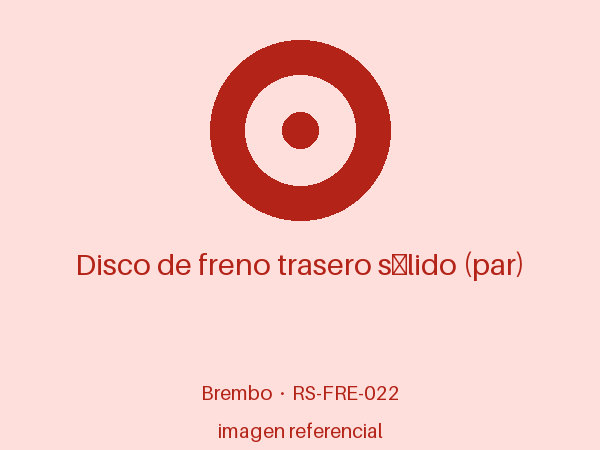 Disco de freno trasero s□lido (par)
Brembo · RS-FRE-022
imagen referencial